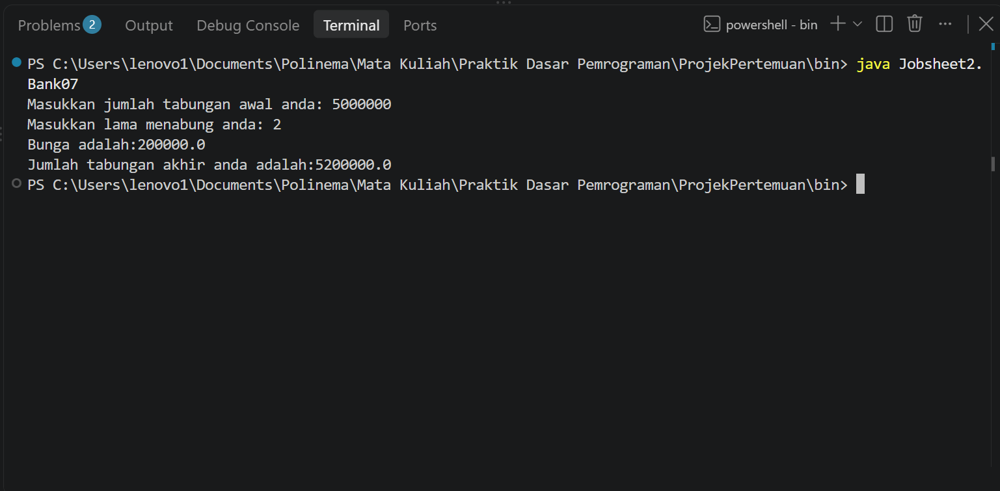 Problems 2 Output Debug Console Terminal Ports powershell - bin
PS C:\Users\lenovo1\Documents\Polinema\Mata Kuliah\Praktik Dasar Pemrograman\ProjekPertemuan\bin> java Jobsheet2.
Bank07
Masukkan jumlah tabungan awal anda: 5000000
Masukkan lama menabung anda: 2
Bunga adalah:200000.0
Jumlah tabungan akhir anda adalah:5200000.0
PS C:\Users\lenovo1\Documents\Polinema\Mata Kuliah\Praktik Dasar Pemrograman\ProjekPertemuan\bin>